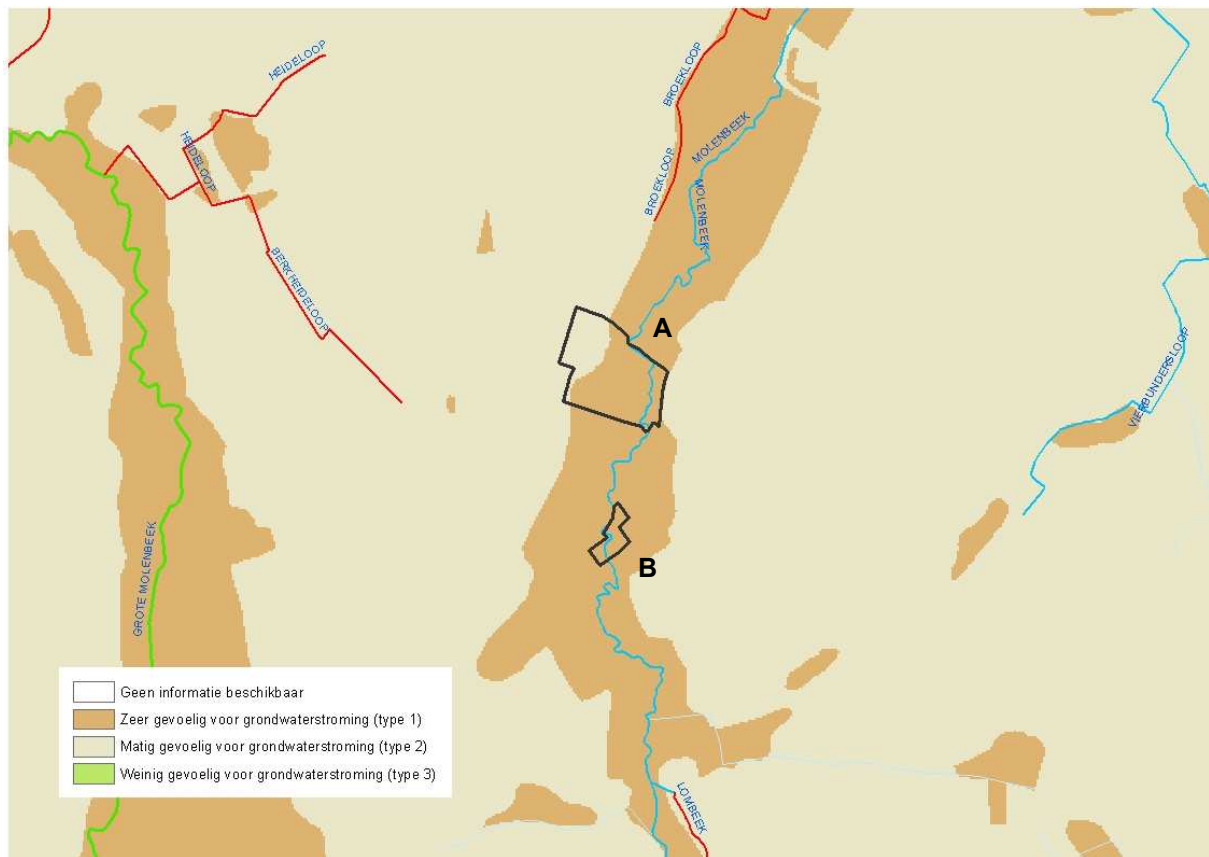 HEIDELOOP
HEIDELOOP
BERKHEIDELOOP
BROEKLOOP
BROEKLOOP
MOLENBEEK
MOLENBEEK
A
VIERBUNDERSLOOP
B
GROTE MOLENBEEK
LOMBEEK
Geen informatie beschikbaar
Zeer gevoelig voor grondwaterstroming (type 1)
Matig gevoelig voor grondwaterstroming (type 2)
Weinig gevoelig voor grondwaterstroming (type 3)